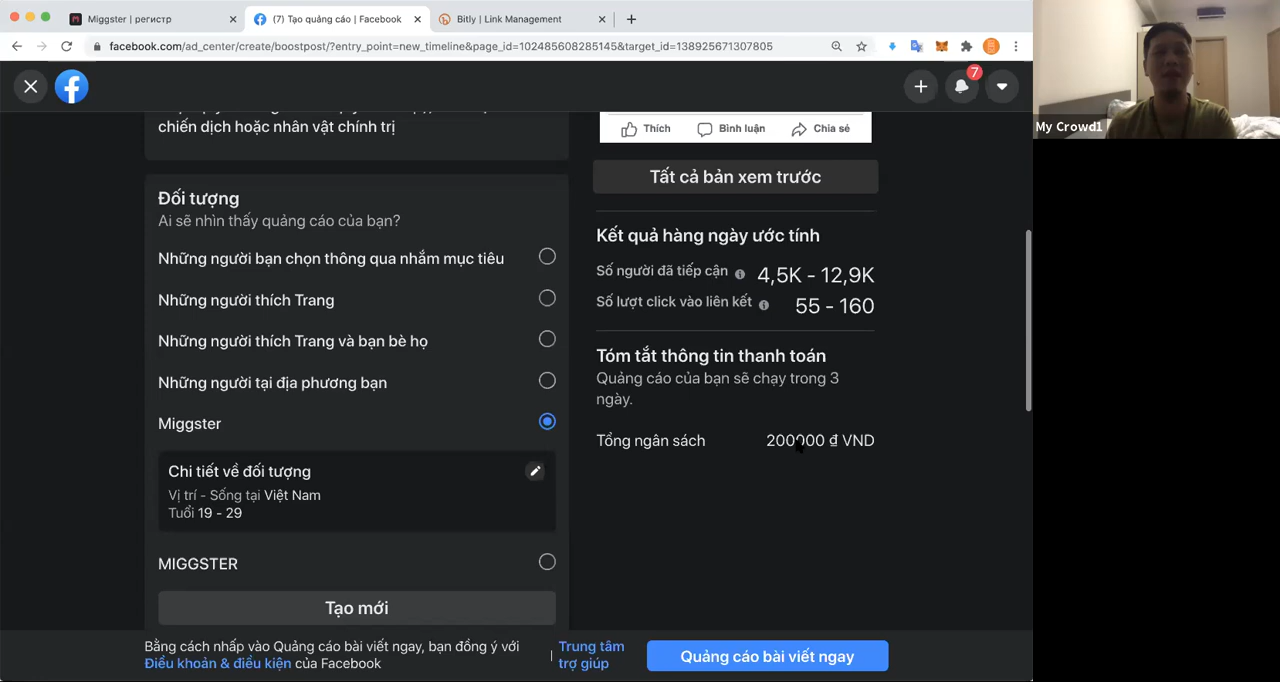 Miggster | регистр
(7) Tạo quảng cáo | Facebook
Bitly | Link Management
facebook.com/ad_center/create/boostpost/?entry_point=new_timeline&page_id=102485608285145&target_id=138925671307805
7
My Crowd1
chiến dịch hoặc nhân vật chính trị
Đối tượng
Ai sẽ nhìn thấy quảng cáo của bạn?
Những người bạn chọn thông qua nhắm mục tiêu
Những người thích Trang
Những người thích Trang và bạn bè họ
Những người tại địa phương bạn
Miggster
Chi tiết về đối tượng
Vị trí - Sống tại Việt Nam
Tuổi 19 - 29
MIGGSTER
Tạo mới
Thích
Bình luận
Chia sẻ
Tất cả bản xem trước
Kết quả hàng ngày ước tính
Số người đã tiếp cận 4,5K - 12,9K
Số lượt click vào liên kết 55 - 160
Tóm tắt thông tin thanh toán
Quảng cáo của bạn sẽ chạy trong 3
ngày.
Tổng ngân sách 200000 ₫ VND
Bằng cách nhấp vào Quảng cáo bài viết ngay, bạn đồng ý với
Điều khoản & điều kiện của Facebook
Trung tâm
trợ giúp
Quảng cáo bài viết ngay